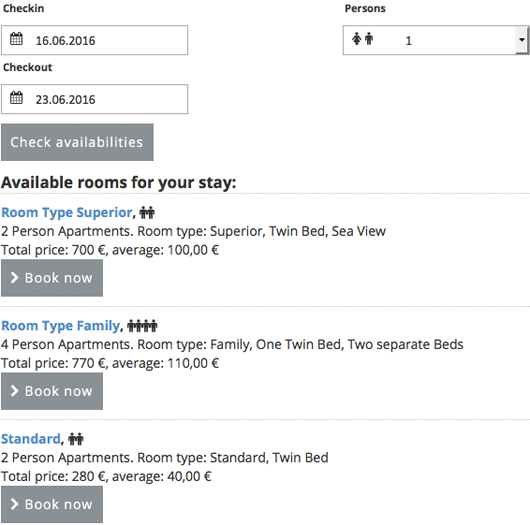 Checkin
Persons
16.06.2016
1
Checkout
23.06.2016
Check availabilities
Available rooms for your stay:
Room Type Superior,
2 Person Apartments. Room type: Superior, Twin Bed, Sea View
Total price: 700 €, average: 100,00 €
Book now
Room Type Family,
4 Person Apartments. Room type: Family, One Twin Bed, Two separate Beds
Total price: 770 €, average: 110,00 €
Book now
Standard,
2 Person Apartments. Room type: Standard, Twin Bed
Total price: 280 €, average: 40,00 €
Book now